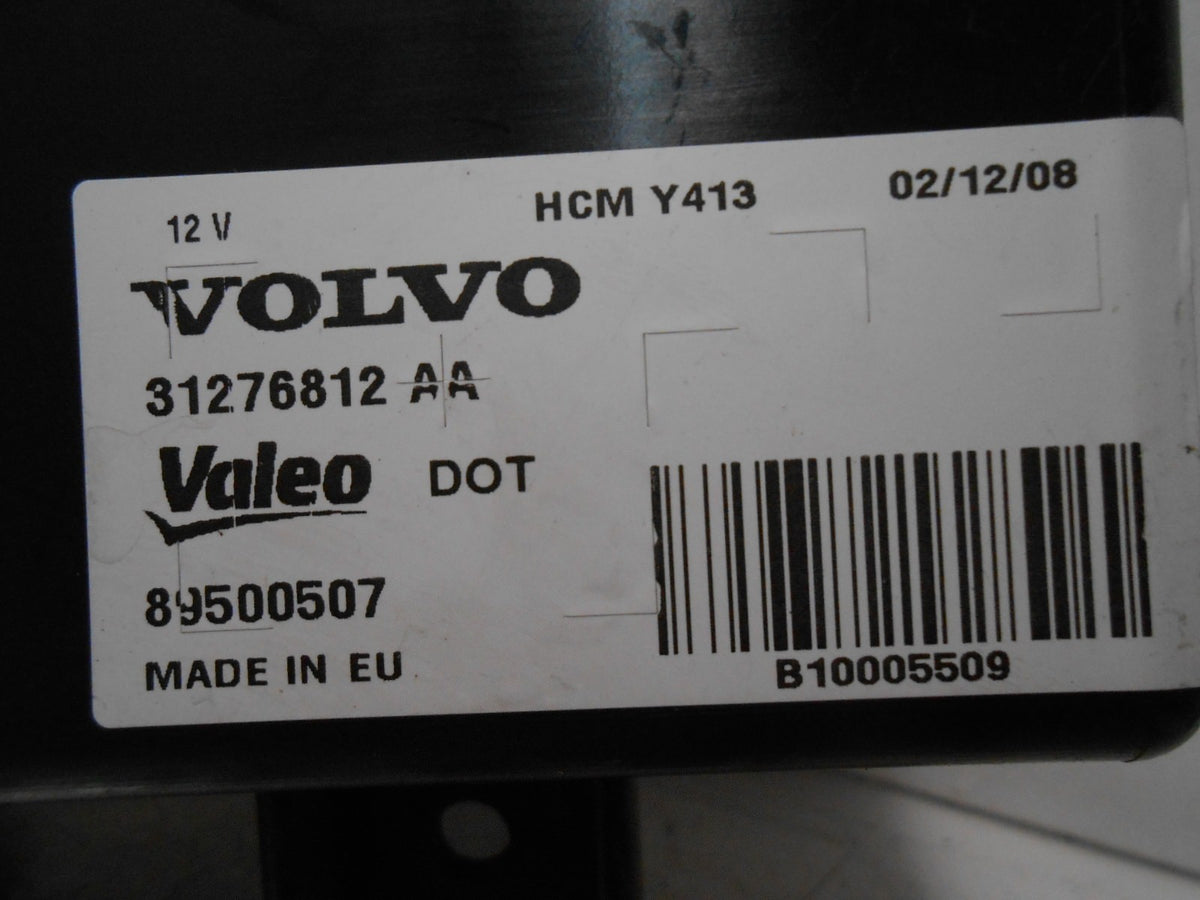 12 V HCM Y413 02/12/08
VOLVO
31276812 AA
Valeo DOT
89500507
MADE IN EU
B10005509